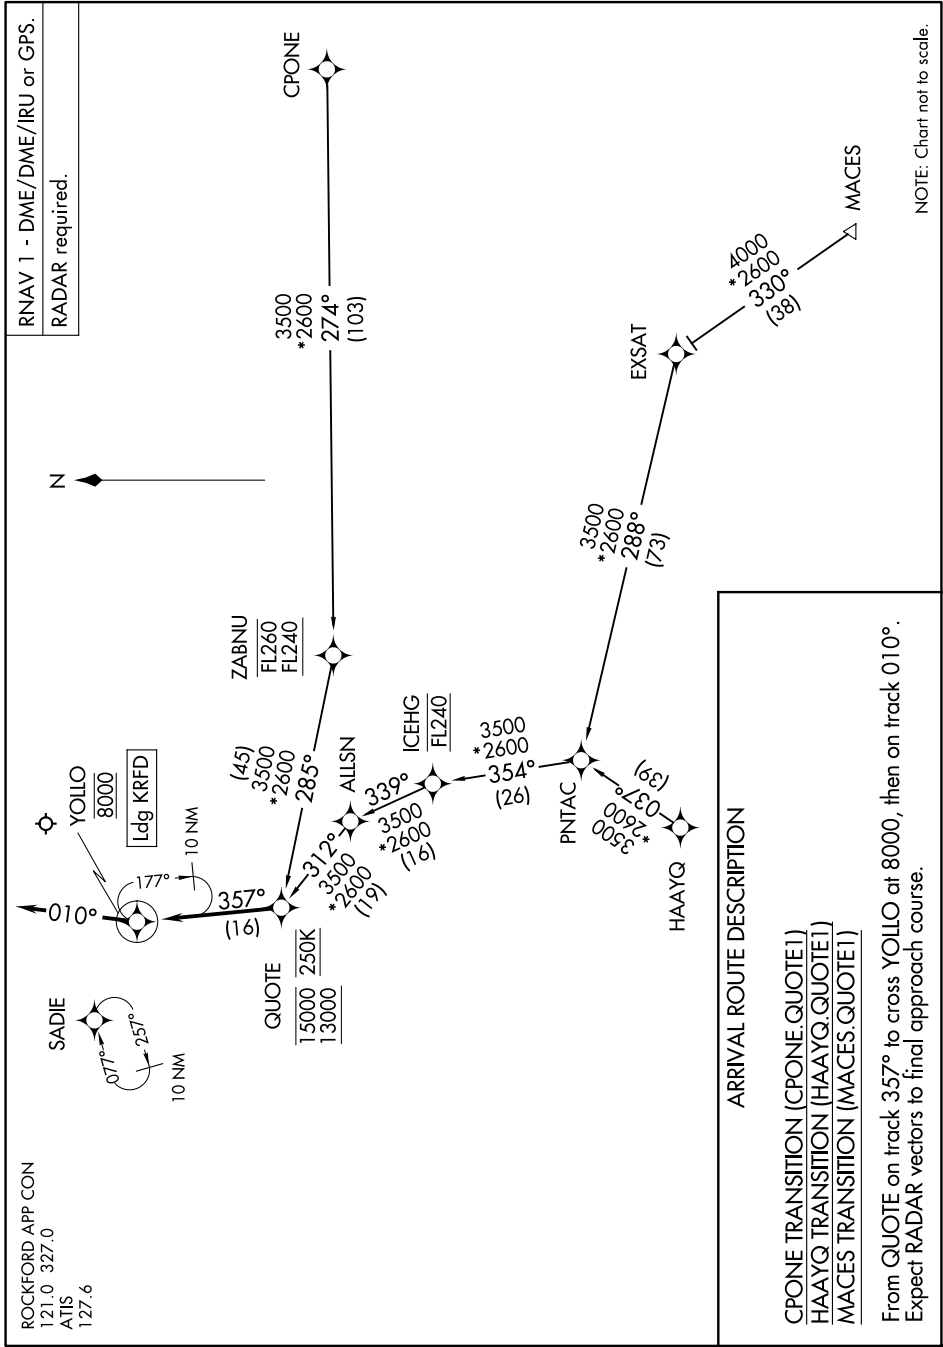 RNAV 1 - DME/DME/IRU or GPS.
RADAR required.
ROCKFORD APP CON
121.0 327.0
ATIS
127.6
N
SADIE
077°
257°
10 NM
010°
YOLLO
8000
Ldg KRFD
177°
10 NM
357°
(16)
QUOTE
15000 250K
13000
CPONE
3500
*2600
274°
(103)
ZABNU
FL260
FL240
(45)
3500
*2600
285°
ALLSN
312°
3500
*2600
(19)
ICEHG
FL240
339°
3500
*2600
(16)
3500
*2600
354°
(26)
PNTAC
(39)
037°
*2600
3500
HAAYQ
EXSAT
3500
*2600
288°
(73)
MACES
4000
*2600
330°
(38)
NOTE: Chart not to scale.
ARRIVAL ROUTE DESCRIPTION
CPONE TRANSITION (CPONE.QUOTE1)
HAAYQ TRANSITION (HAAYQ.QUOTE1)
MACES TRANSITION (MACES.QUOTE1)
From QUOTE on track 357° to cross YOLLO at 8000, then on track 010°.
Expect RADAR vectors to final approach course.